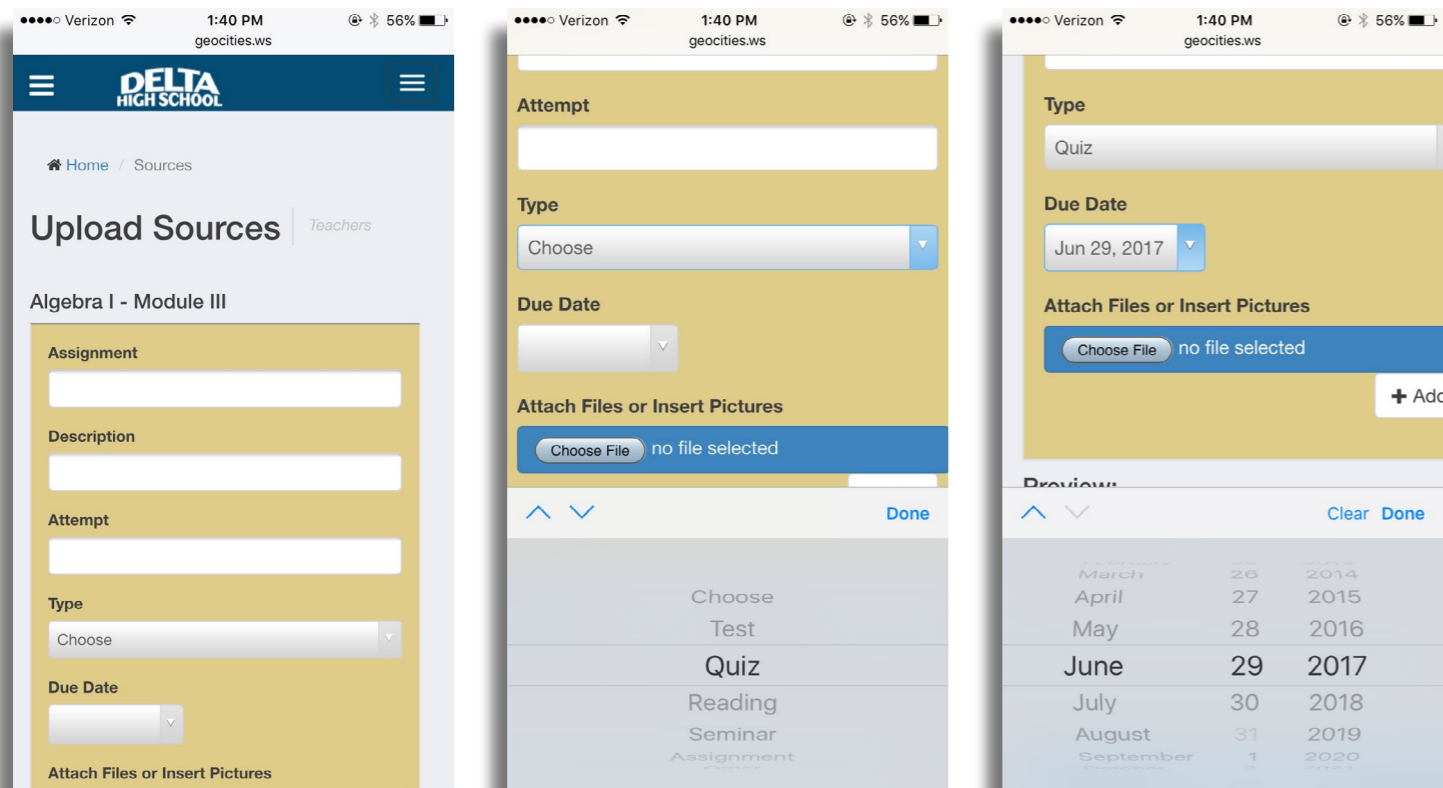 Verizon 1:40 PM 56%
geocities.ws
DELTA
HIGH SCHOOL
Home / Sources
Upload Sources Teachers
Algebra I - Module III
Assignment
Description
Attempt
Type
Choose
Due Date
Attach Files or Insert Pictures
Verizon 1:40 PM 56%
geocities.ws
Attempt
Type
Choose
Due Date
Attach Files or Insert Pictures
Choose File no file selected
Done
Choose
Test
Quiz
Reading
Seminar
Assignment
Verizon 1:40 PM 56%
geocities.ws
Type
Quiz
Due Date
Jun 29, 2017
Attach Files or Insert Pictures
Choose File no file selected
+ Add
Preview:
Clear Done
March 26 2014
April 27 2015
May 28 2016
June 29 2017
July 30 2018
August 31 2019
September 1 2020